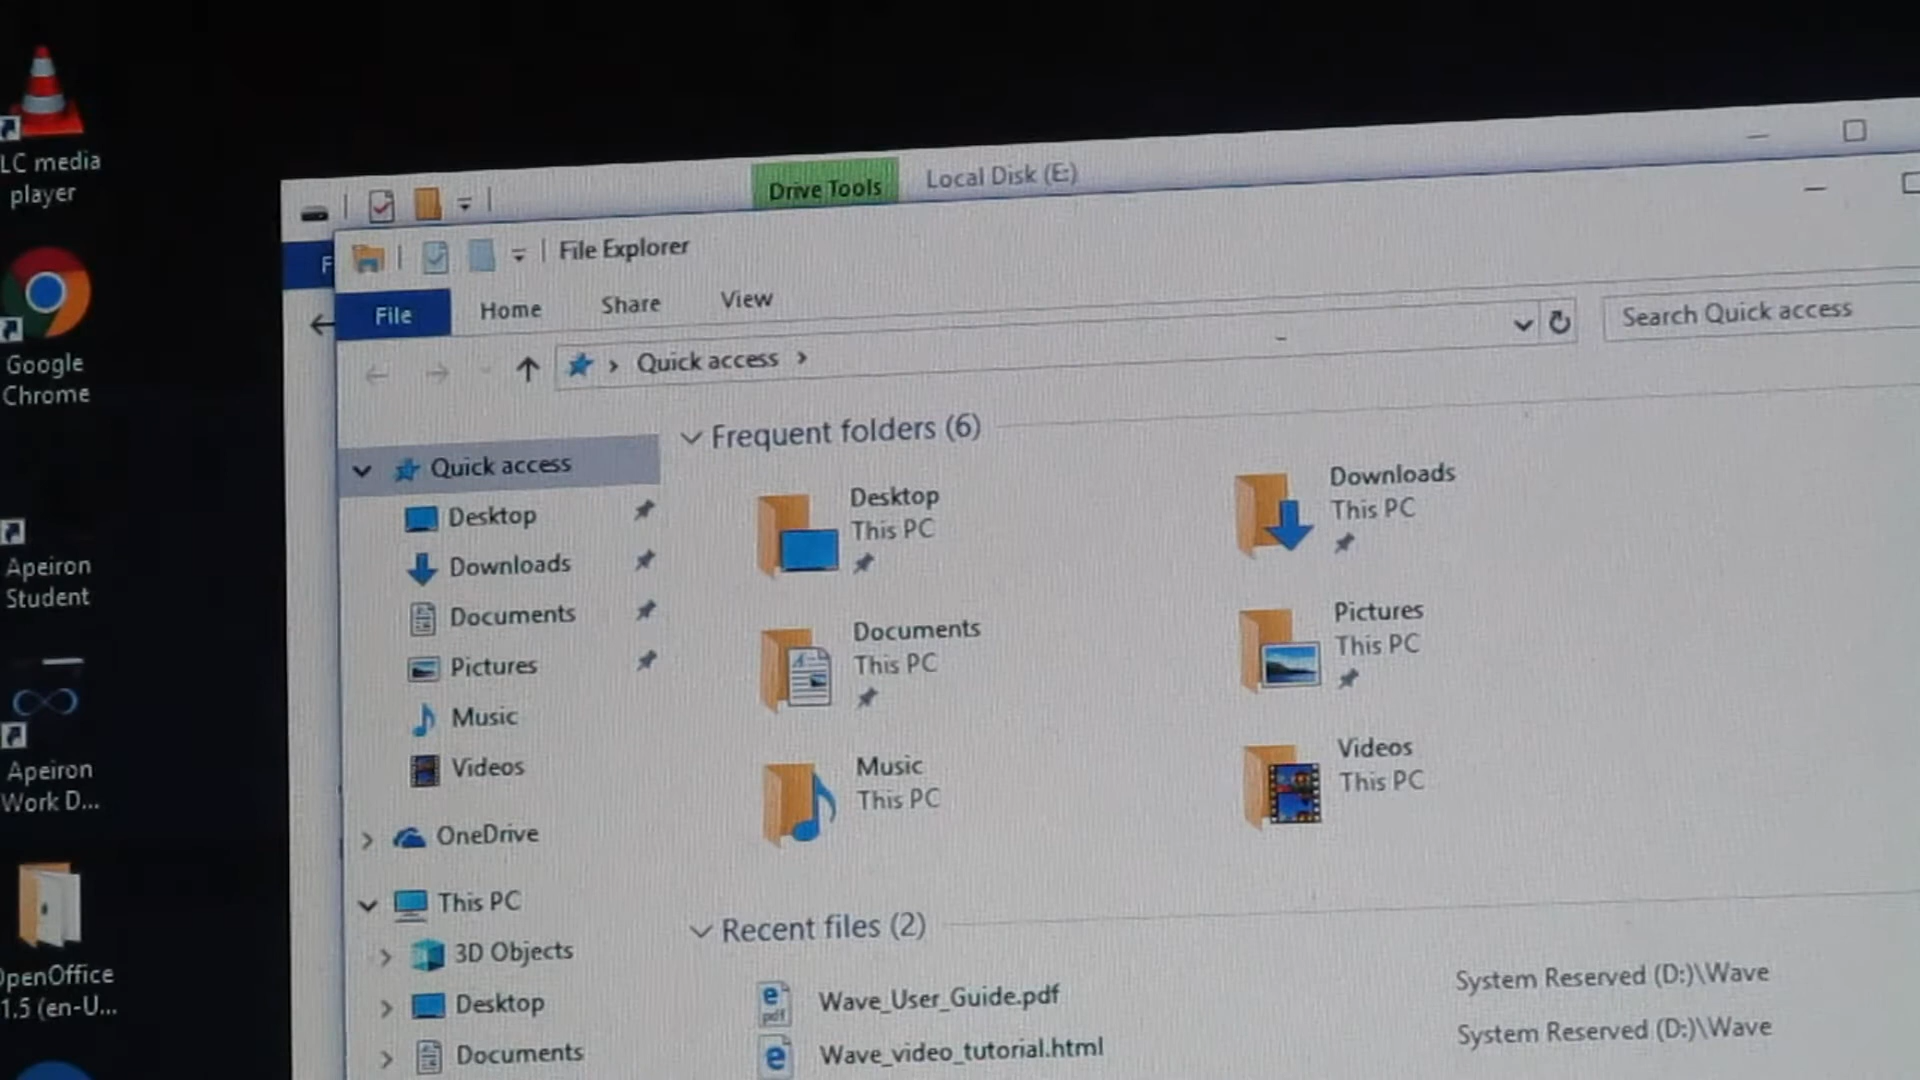 LC media
player
Google
Chrome
Apeiron
Student
Apeiron
Work D...
OpenOffice
1.5 (en-U...
Drive Tools
Local Disk (E:)
F
File Explorer
File
Home
Share
View
Quick access
Search Quick access
Quick access
Desktop
Downloads
Documents
Pictures
Music
Videos
OneDrive
This PC
3D Objects
Desktop
Documents
Frequent folders (6)
Desktop
This PC
Downloads
This PC
Documents
This PC
Pictures
This PC
Music
This PC
Videos
This PC
Recent files (2)
Wave_User_Guide.pdf
System Reserved (D:)\Wave
Wave_video_tutorial.html
System Reserved (D:)\Wave